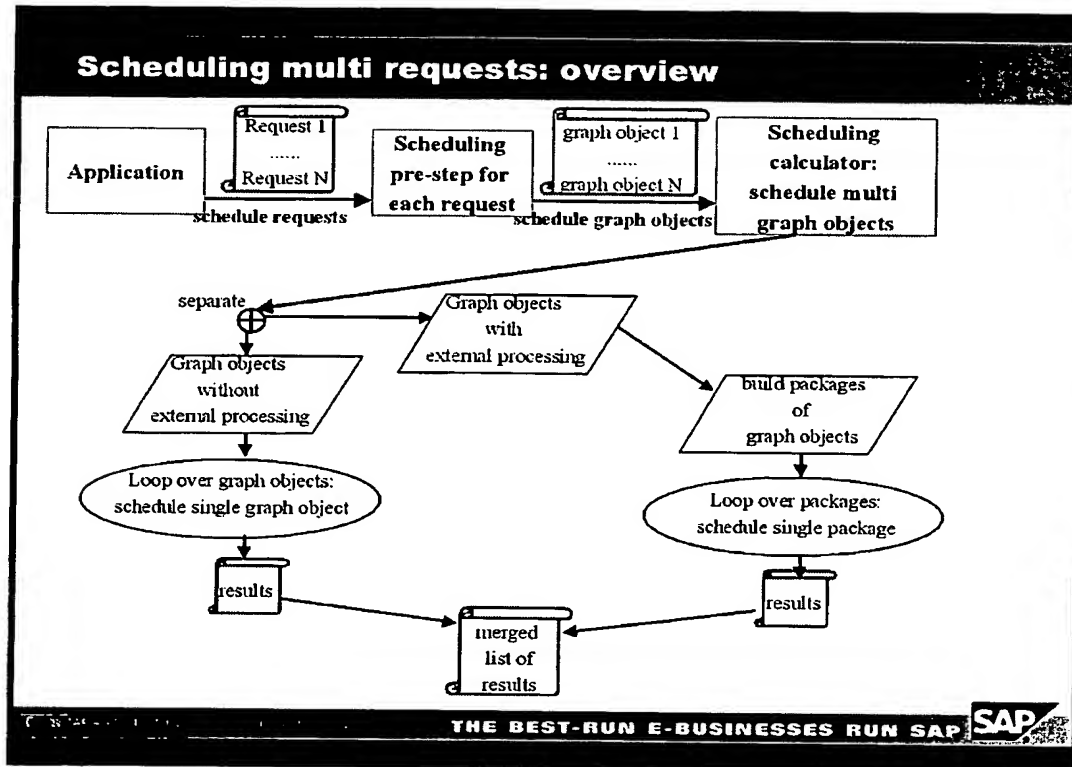 Scheduling multi requests: overview
Application
Request 1
......
Request N
schedule requests
Scheduling
pre-step for
each request
graph object 1
......
graph object N
schedule graph objects
Scheduling
calculator:
schedule multi
graph objects
separate
Graph objects
with
external processing
Graph objects
without
external processing
build packages
of
graph objects
Loop over graph objects:
schedule single graph object
Loop over packages:
schedule single package
results
results
merged
list of
results
THE BEST-RUN E-BUSINESSES RUN SAP
SAP